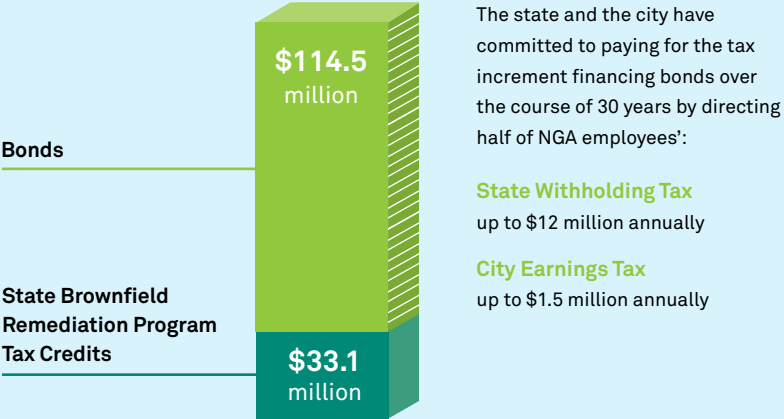 $114.5
million
Bonds
State Brownfield
Remediation Program
Tax Credits
$33.1
million
The state and the city have
committed to paying for the tax
increment financing bonds over
the course of 30 years by directing
half of NGA employees’:
State Withholding Tax
up to $12 million annually
City Earnings Tax
up to $1.5 million annually